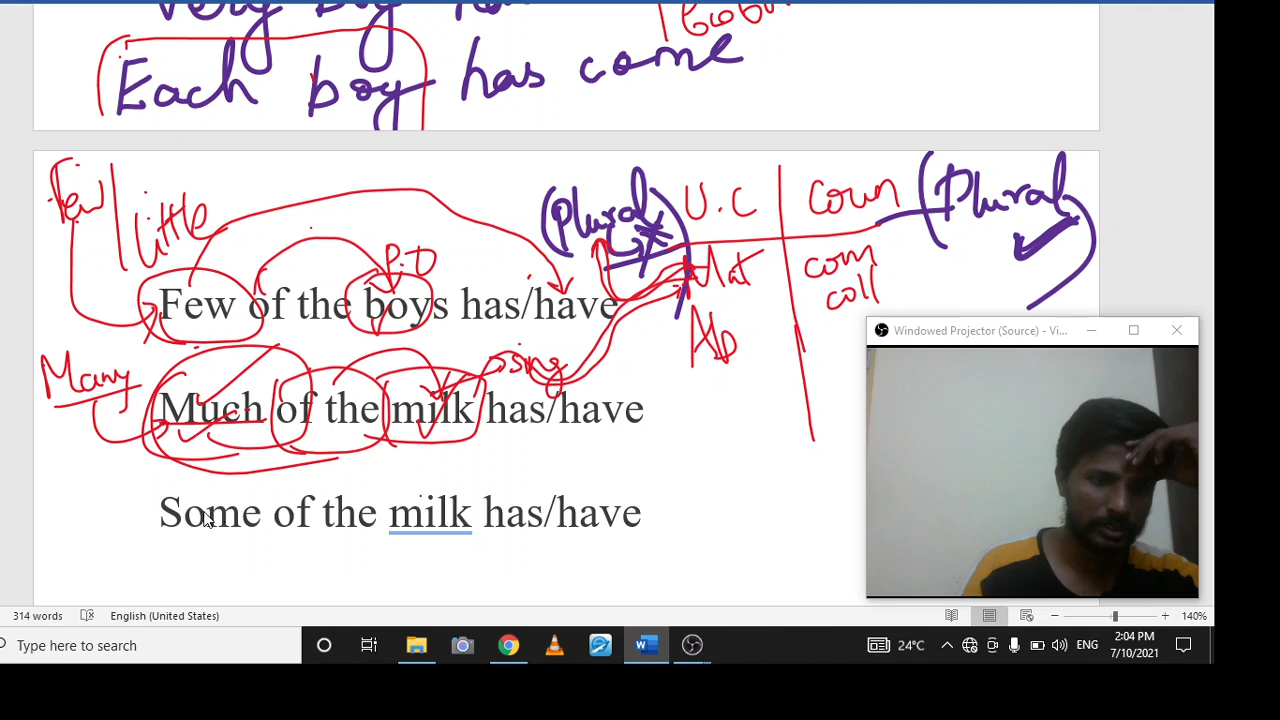 very boy
Each boy has come
Few | Little
(Plural U.C | Coun (Plural
P.O
Mat | com
coll
Few of the boys has/have
Ab
Many
sing
Much of the milk has/have
Some of the milk has/have
Windowed Projector (Source) - Vi...
314 words English (United States) 140%
Type here to search
24°C ENG 2:04 PM
7/10/2021